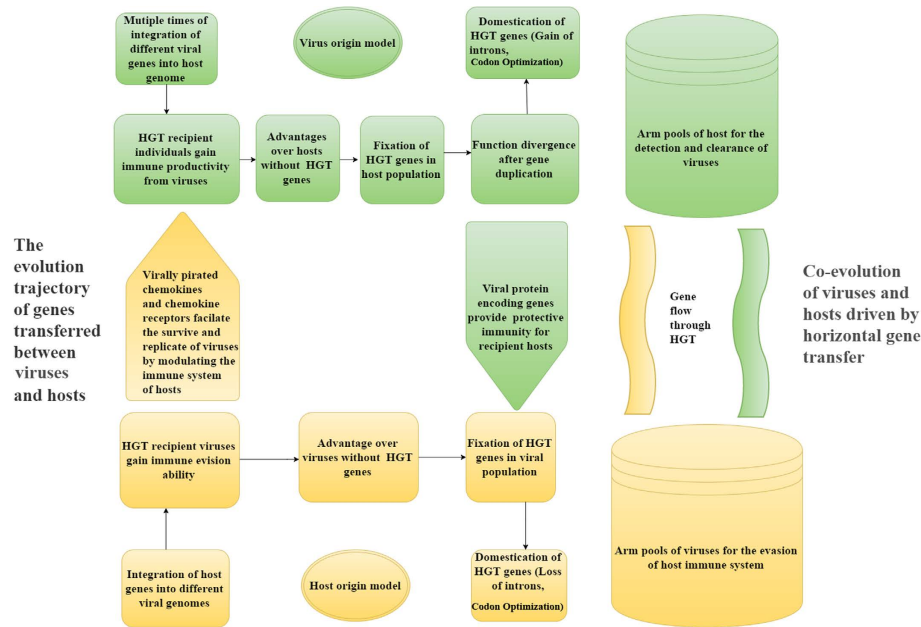 Mutiple times of
integration of
different viral
genes into host
genome
Virus origin model
Domestication of
HGT genes (Gain of
introns,
Codon Optimization)
HGT recipient
individuals gain
immune productivity
from viruses
Advantages
over hosts
without HGT
genes
Fixation of
HGT genes in
host population
Function divergence
after gene
duplication
Arm pools of host for the
detection and clearance of
viruses
The
evolution
trajectory
of genes
transferred
between
viruses
and hosts
Virally pirated
chemokines
and chemokine
receptors facilate
the survive and
replicate of viruses
by modulating the
immune system
of hosts
Viral protein
encoding genes
provide protective
immunity for
recipient hosts
Gene
flow
through
HGT
Co-evolution
of viruses and
hosts driven by
horizontal gene
transfer
HGT recipient viruses
gain immune evision
ability
Advantage over
viruses without HGT
genes
Fixation of HGT
genes in viral
population
Integration of host
genes into different
viral genomes
Host origin model
Domestication of
HGT genes (Loss
of introns,
Codon Optimization)
Arm pools of viruses for the evasion
of host immune system